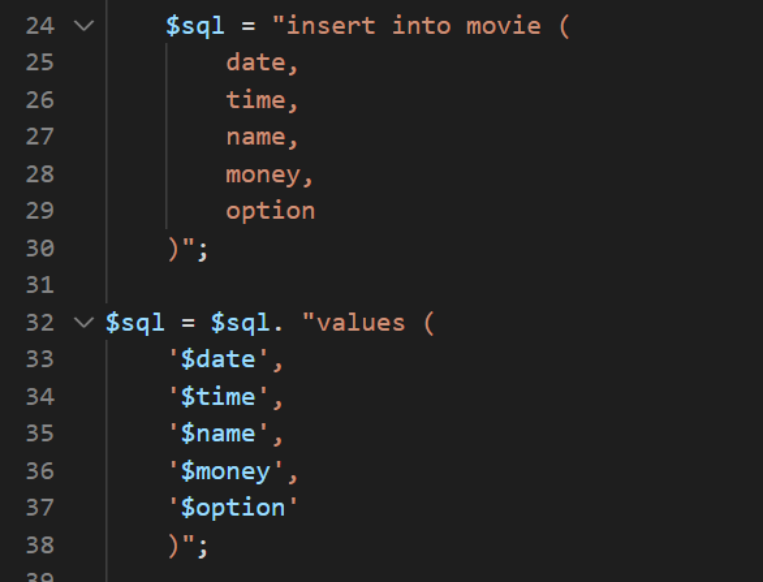 24 $sql = "insert into movie (
25 date,
26 time,
27 name,
28 money,
29 option
30 )";
31
32 $sql = $sql. "values (
33 '$date',
34 '$time',
35 '$name',
36 '$money',
37 '$option'
38 )";
39